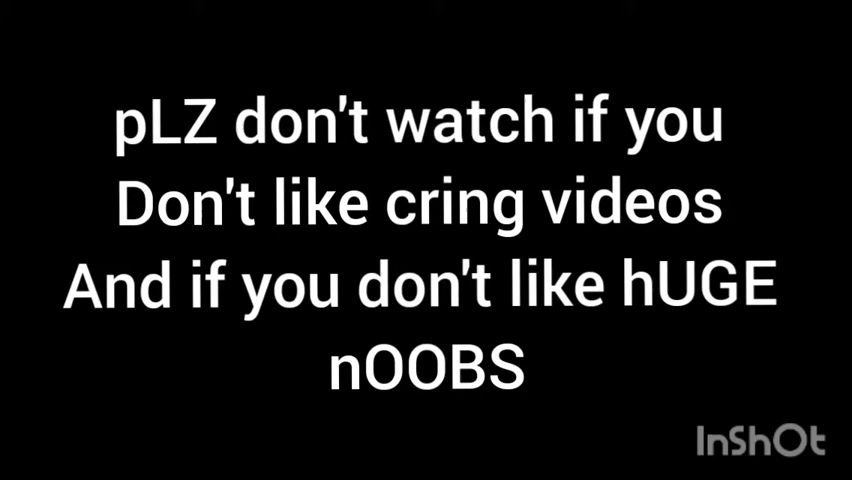 pLZ don't watch if you
Don't like cring videos
And if you don't like hUGE
nOOBS
InShOt